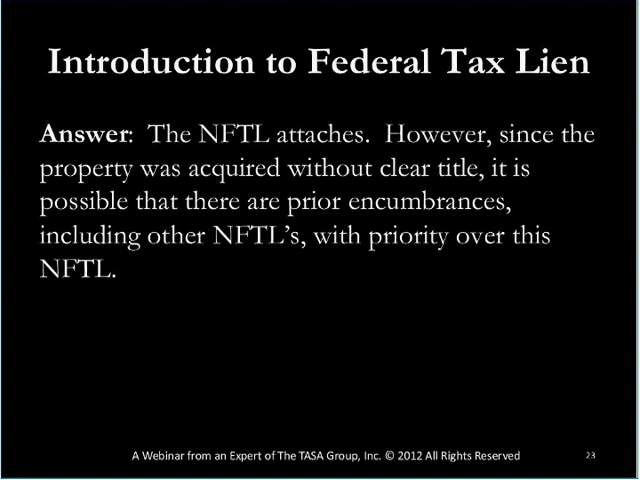 Introduction to Federal Tax Lien
Answer:  The NFTL attaches.  However, since the
property was acquired without clear title, it is
possible that there are prior encumbrances,
including other NFTL’s, with priority over this
NFTL.
A Webinar from an Expert of The TASA Group, Inc. © 2012 All Rights Reserved
23